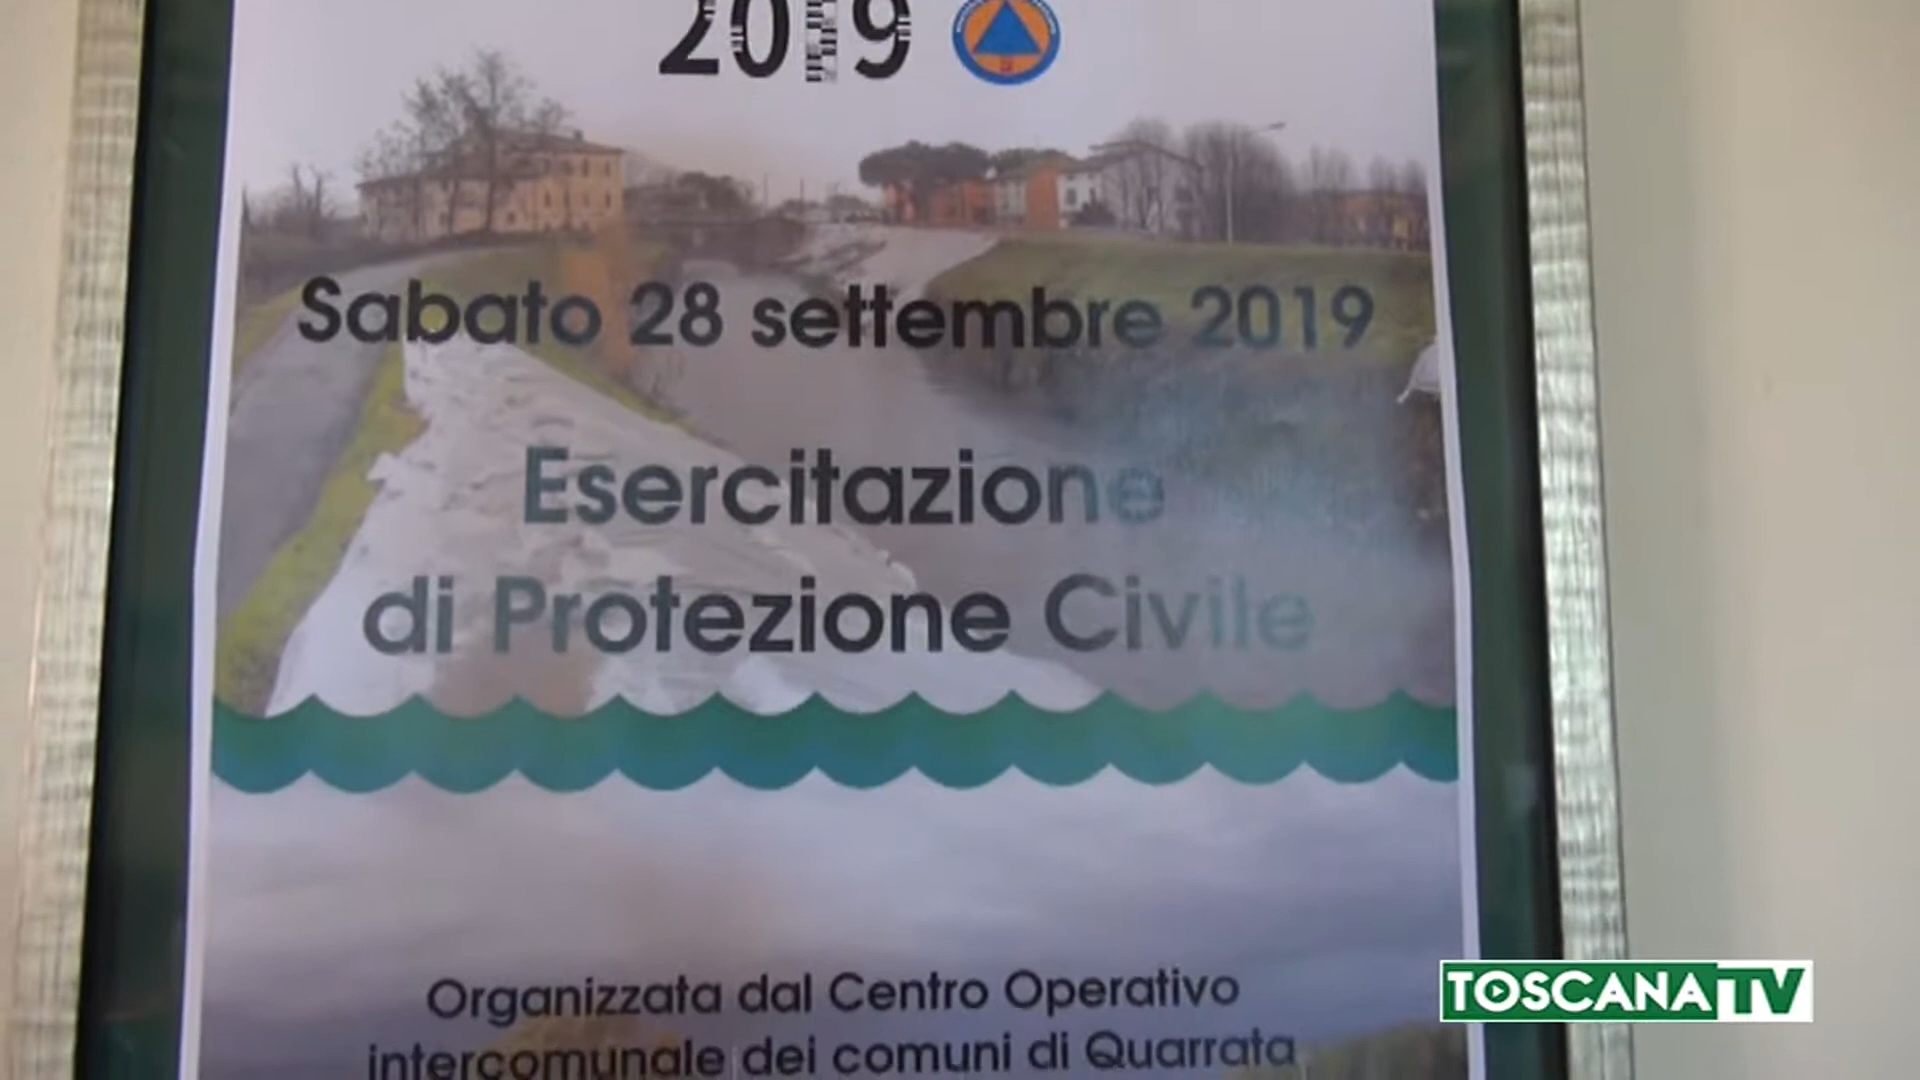 2019
Sabato 28 settembre 2019
Esercitazione
di Protezione Civile
Organizzata dal Centro Operativo
intercomunale dei comuni di Quarrata
TOSCANA TV